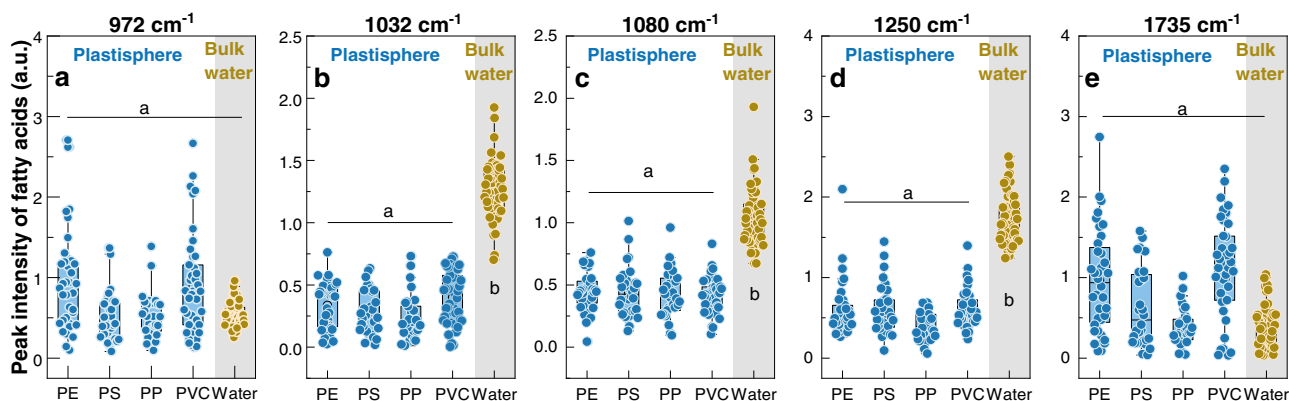 Peak intensity of fatty acids (a.u.)
972 cm-1
Plastisphere
Bulk
water
a
a
4
3
2
1
0
PE PS PP PVC Water
1032 cm-1
Plastisphere
Bulk
water
b
a
b
2.5
2.0
1.5
1.0
0.5
0.0
PE PS PP PVC Water
1080 cm-1
Plastisphere
Bulk
water
c
a
b
2.5
2.0
1.5
1.0
0.5
0.0
PE PS PP PVC Water
1250 cm-1
Plastisphere
Bulk
water
d
a
b
4
3
2
1
0
PE PS PP PVC Water
1735 cm-1
Plastisphere
Bulk
water
e
a
4
3
2
1
0
PE PS PP PVC Water